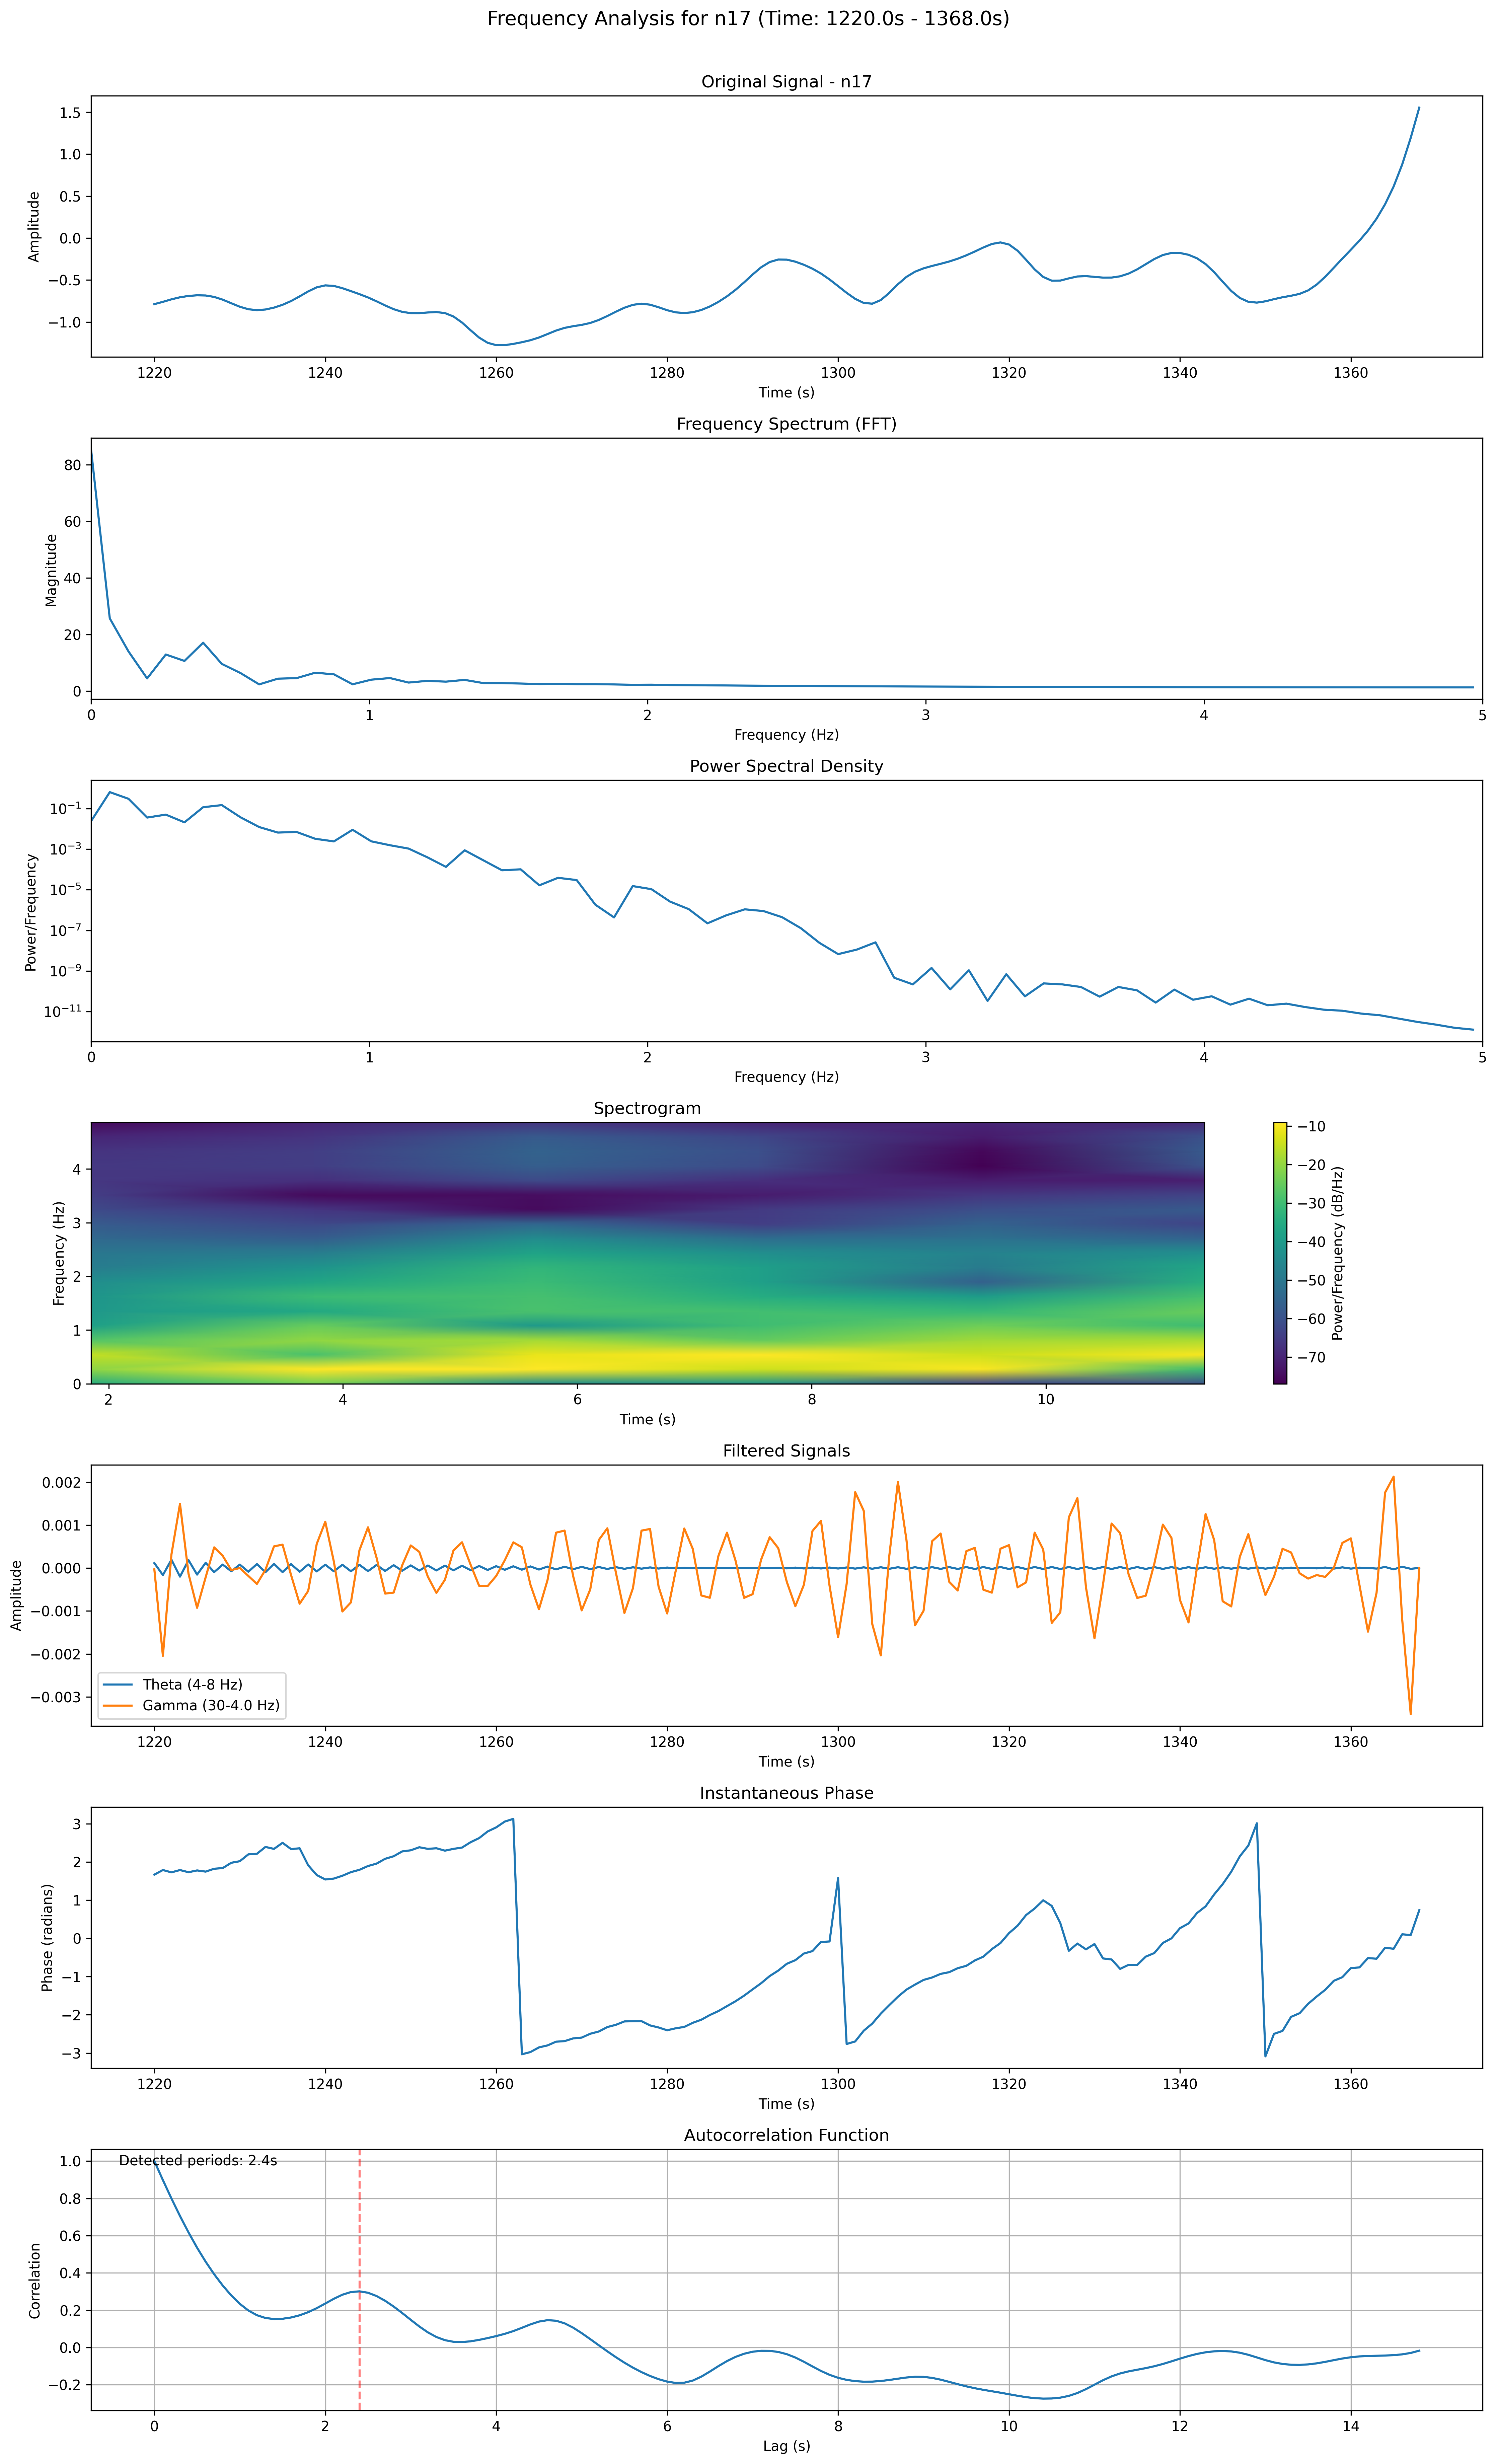 Frequency Analysis for n17 (Time: 1220.0s - 1368.0s)
Original Signal - n17
Amplitude
1.5
1.0
0.5
0.0
−0.5
−1.0
1220 1240 1260 1280 1300 1320 1340 1360
Time (s)
Frequency Spectrum (FFT)
Magnitude
80
60
40
20
0
0 1 2 3 4 5
Frequency (Hz)
Power Spectral Density
Power/Frequency
10⁻¹
10⁻³
10⁻⁵
10⁻⁷
10⁻⁹
10⁻¹¹
0 1 2 3 4 5
Frequency (Hz)
Spectrogram
Frequency (Hz)
4
3
2
1
0
2 4 6 8 10
Time (s)
−10
−20
−30
−40
−50
−60
−70
Power/Frequency (dB/Hz)
Filtered Signals
Amplitude
0.002
0.001
0.000
−0.001
−0.002
−0.003
Theta (4-8 Hz)
Gamma (30-4.0 Hz)
1220 1240 1260 1280 1300 1320 1340 1360
Time (s)
Instantaneous Phase
Phase (radians)
3
2
1
0
−1
−2
−3
1220 1240 1260 1280 1300 1320 1340 1360
Time (s)
Autocorrelation Function
Detected periods: 2.4s
Correlation
1.0
0.8
0.6
0.4
0.2
0.0
−0.2
0 2 4 6 8 10 12 14
Lag (s)